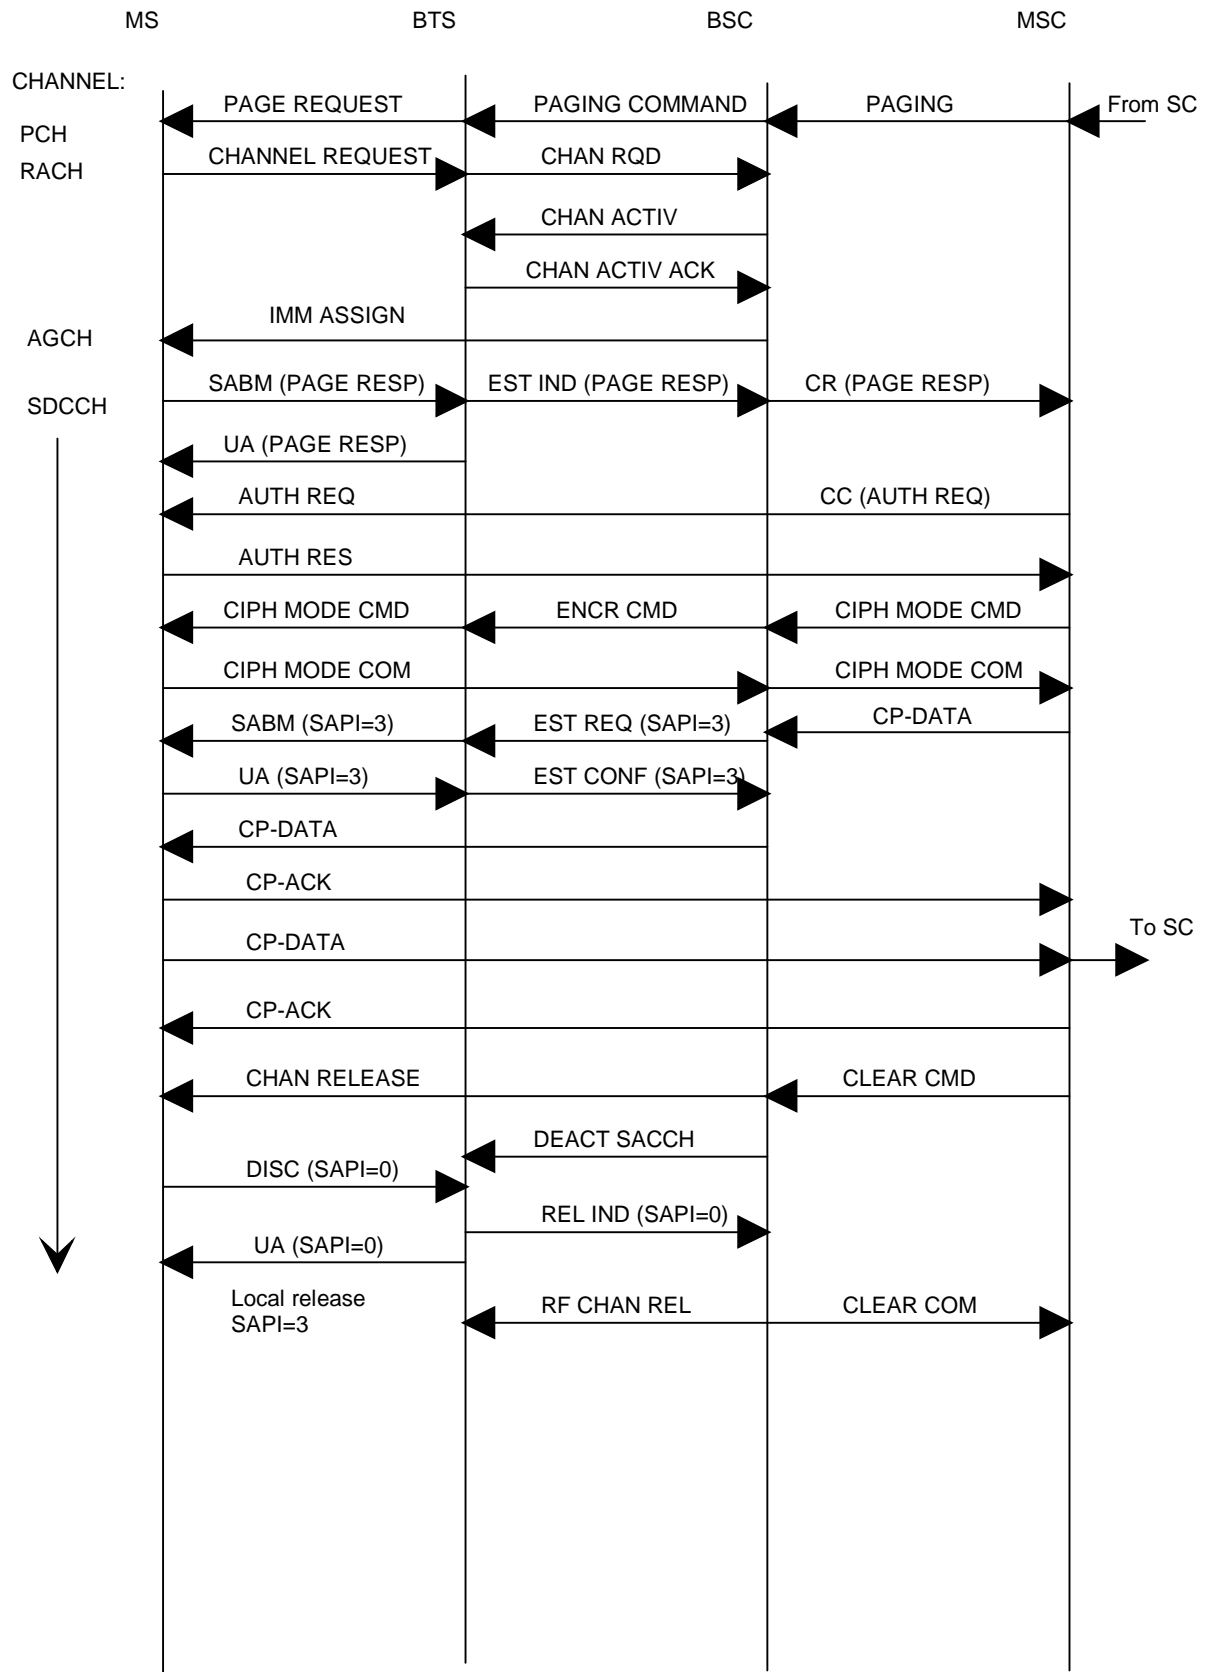 MS BTS BSC MSC
CHANNEL:
PAGE REQUEST PAGING COMMAND PAGING From SC
PCH
CHANNEL REQUEST CHAN RQD
RACH
CHAN ACTIV
CHAN ACTIV ACK
IMM ASSIGN
AGCH
SABM (PAGE RESP) EST IND (PAGE RESP) CR (PAGE RESP)
SDCCH
UA (PAGE RESP)
AUTH REQ CC (AUTH REQ)
AUTH RES
CIPH MODE CMD ENCR CMD CIPH MODE CMD
CIPH MODE COM CIPH MODE COM
CP-DATA
SABM (SAPI=3) EST REQ (SAPI=3)
UA (SAPI=3) EST CONF (SAPI=3)
CP-DATA
CP-ACK
To SC
CP-DATA
CP-ACK
CHAN RELEASE CLEAR CMD
DEACT SACCH
DISC (SAPI=0)
REL IND (SAPI=0)
UA (SAPI=0)
Local release
SAPI=3
RF CHAN REL CLEAR COM